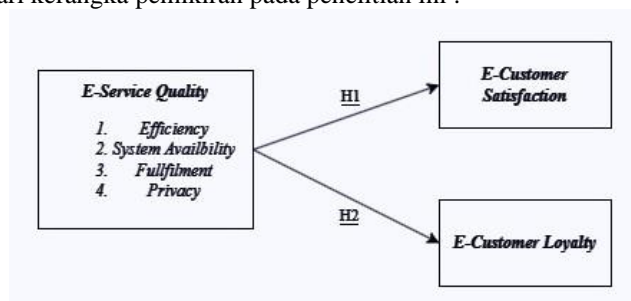 kerangka pemikiran pada penelitian ini :
E-Service Quality
1. Efficiency
2. System Availbility
3. Fullfilment
4. Privacy
H1
H2
E-Customer
Satisfaction
E-Customer Loyalty